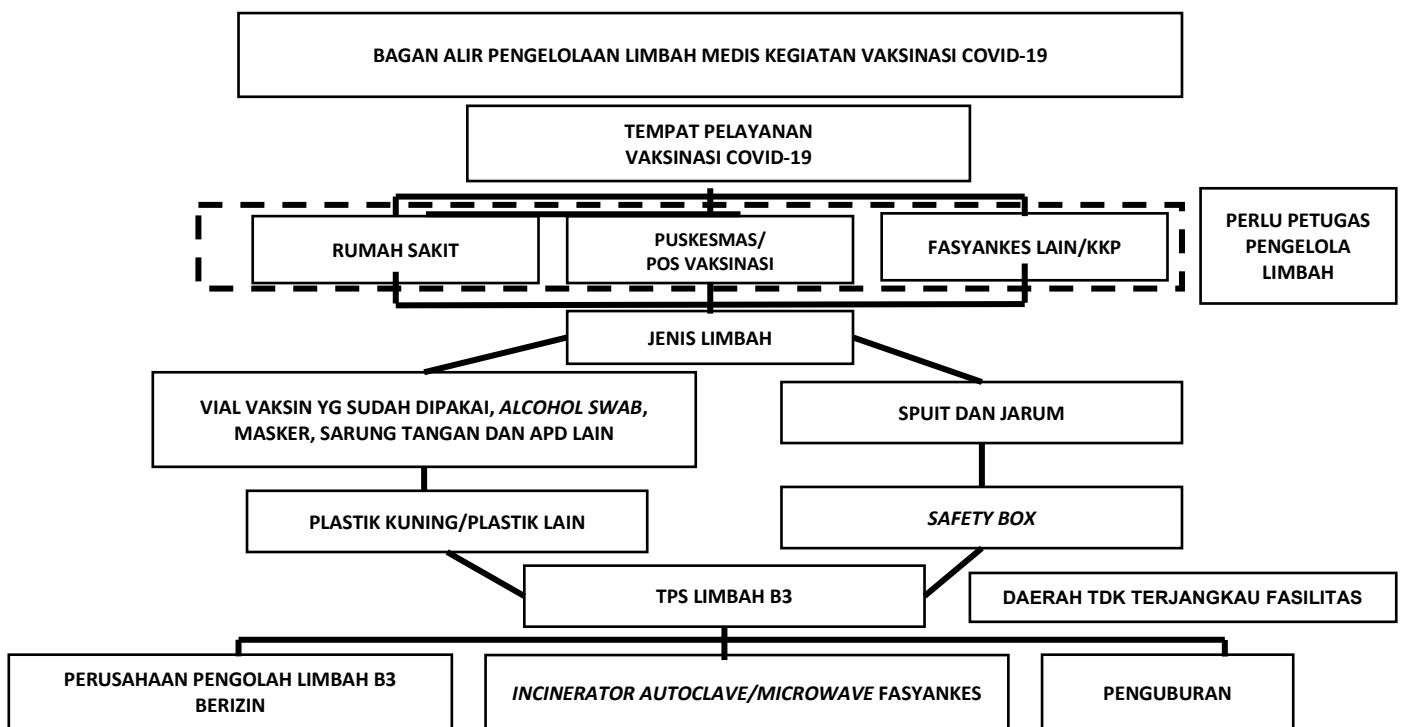 BAGAN ALIR PENGELOLAAN LIMBAH MEDIS KEGIATAN VAKSINASI COVID-19
TEMPAT PELAYANAN
VAKSINASI COVID-19
RUMAH SAKIT
PUSKESMAS/
POS VAKSINASI
FASYANKES LAIN/KKP
PERLU PETUGAS
PENGELOLA
LIMBAH
JENIS LIMBAH
VIAL VAKSIN YG SUDAH DIPAKAI, ALCOHOL SWAB,
MASKER, SARUNG TANGAN DAN APD LAIN
SPUIT DAN JARUM
PLASTIK KUNING/PLASTIK LAIN
SAFETY BOX
TPS LIMBAH B3
DAERAH TDK TERJANGKAU FASILITAS
PERUSAHAAN PENGOLAH LIMBAH B3
BERIZIN
INCINERATOR AUTOCLAVE/MICROWAVE FASYANKES
PENGUBURAN